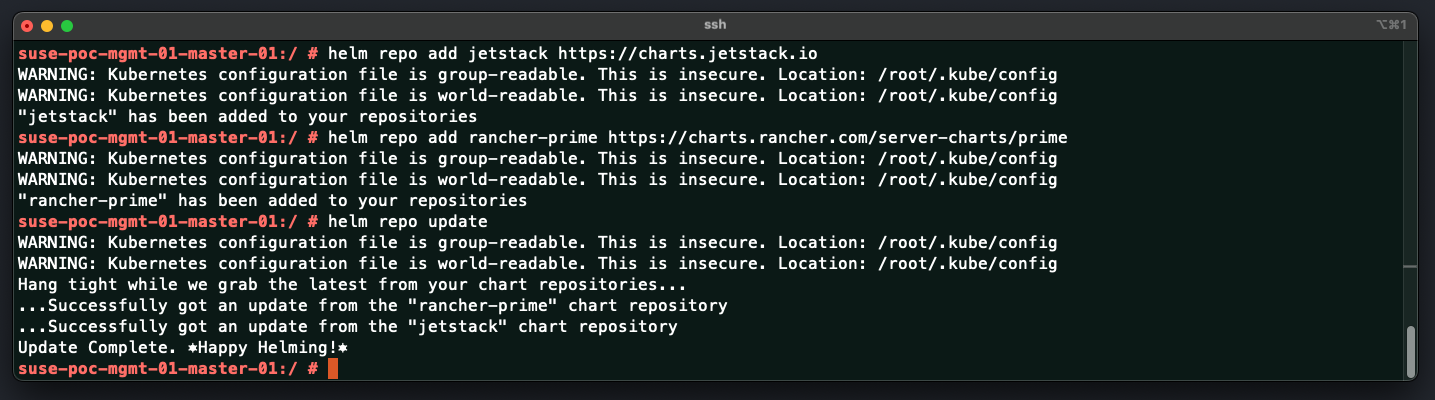 ssh
⌥⌘1
suse-poc-mgmt-01-master-01:/ # helm repo add jetstack https://charts.jetstack.io
WARNING: Kubernetes configuration file is group-readable. This is insecure. Location: /root/.kube/config
WARNING: Kubernetes configuration file is world-readable. This is insecure. Location: /root/.kube/config
"jetstack" has been added to your repositories
suse-poc-mgmt-01-master-01:/ # helm repo add rancher-prime https://charts.rancher.com/server-charts/prime
WARNING: Kubernetes configuration file is group-readable. This is insecure. Location: /root/.kube/config
WARNING: Kubernetes configuration file is world-readable. This is insecure. Location: /root/.kube/config
"rancher-prime" has been added to your repositories
suse-poc-mgmt-01-master-01:/ # helm repo update
WARNING: Kubernetes configuration file is group-readable. This is insecure. Location: /root/.kube/config
WARNING: Kubernetes configuration file is world-readable. This is insecure. Location: /root/.kube/config
Hang tight while we grab the latest from your chart repositories...
...Successfully got an update from the "rancher-prime" chart repository
...Successfully got an update from the "jetstack" chart repository
Update Complete. ⎈Happy Helming!⎈
suse-poc-mgmt-01-master-01:/ #